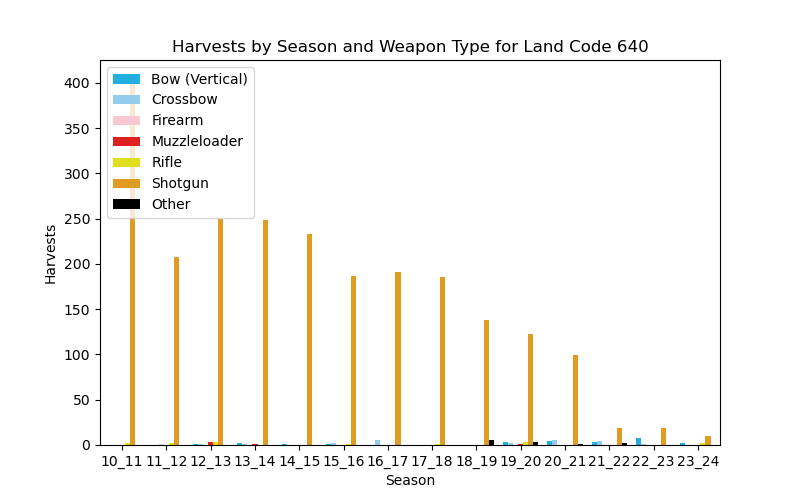 Harvests by Season and Weapon Type for Land Code 640
Harvests
400
350
300
250
200
150
100
50
0
Bow (Vertical)
Crossbow
Firearm
Muzzleloader
Rifle
Shotgun
Other
10_11 11_12 12_13 13_14 14_15 15_16 16_17 17_18 18_19 19_20 20_21 21_22 22_23 23_24
Season